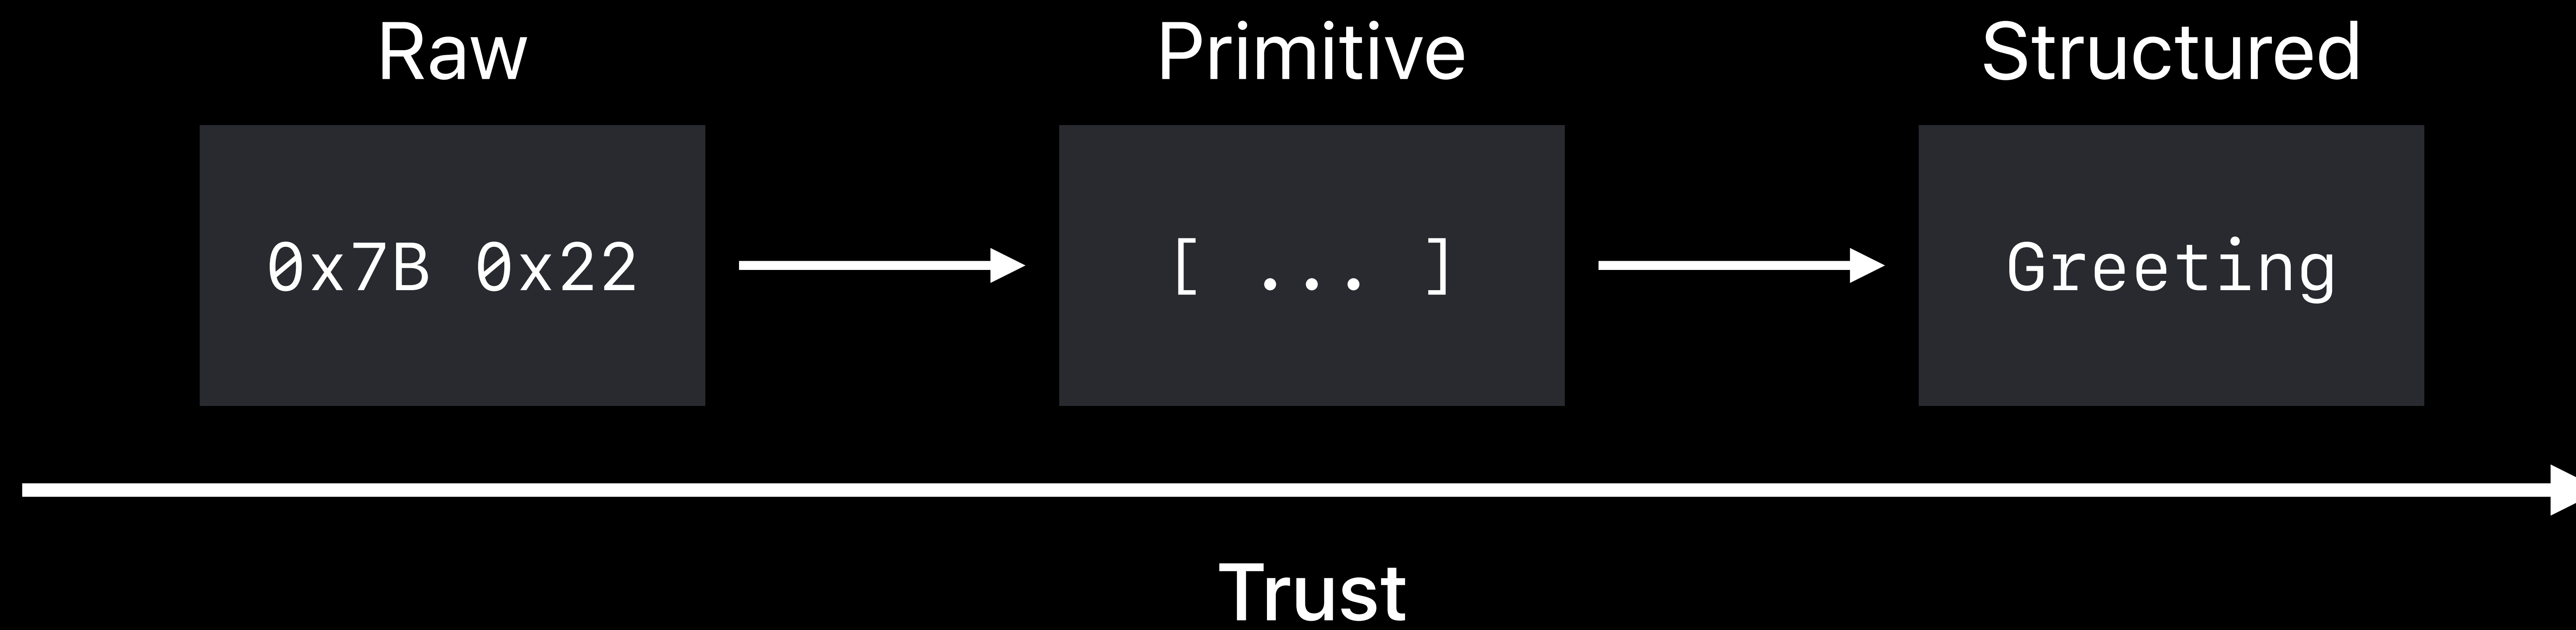 Raw Primitive Structured
0x7B 0x22 [ ... ] Greeting
Trust